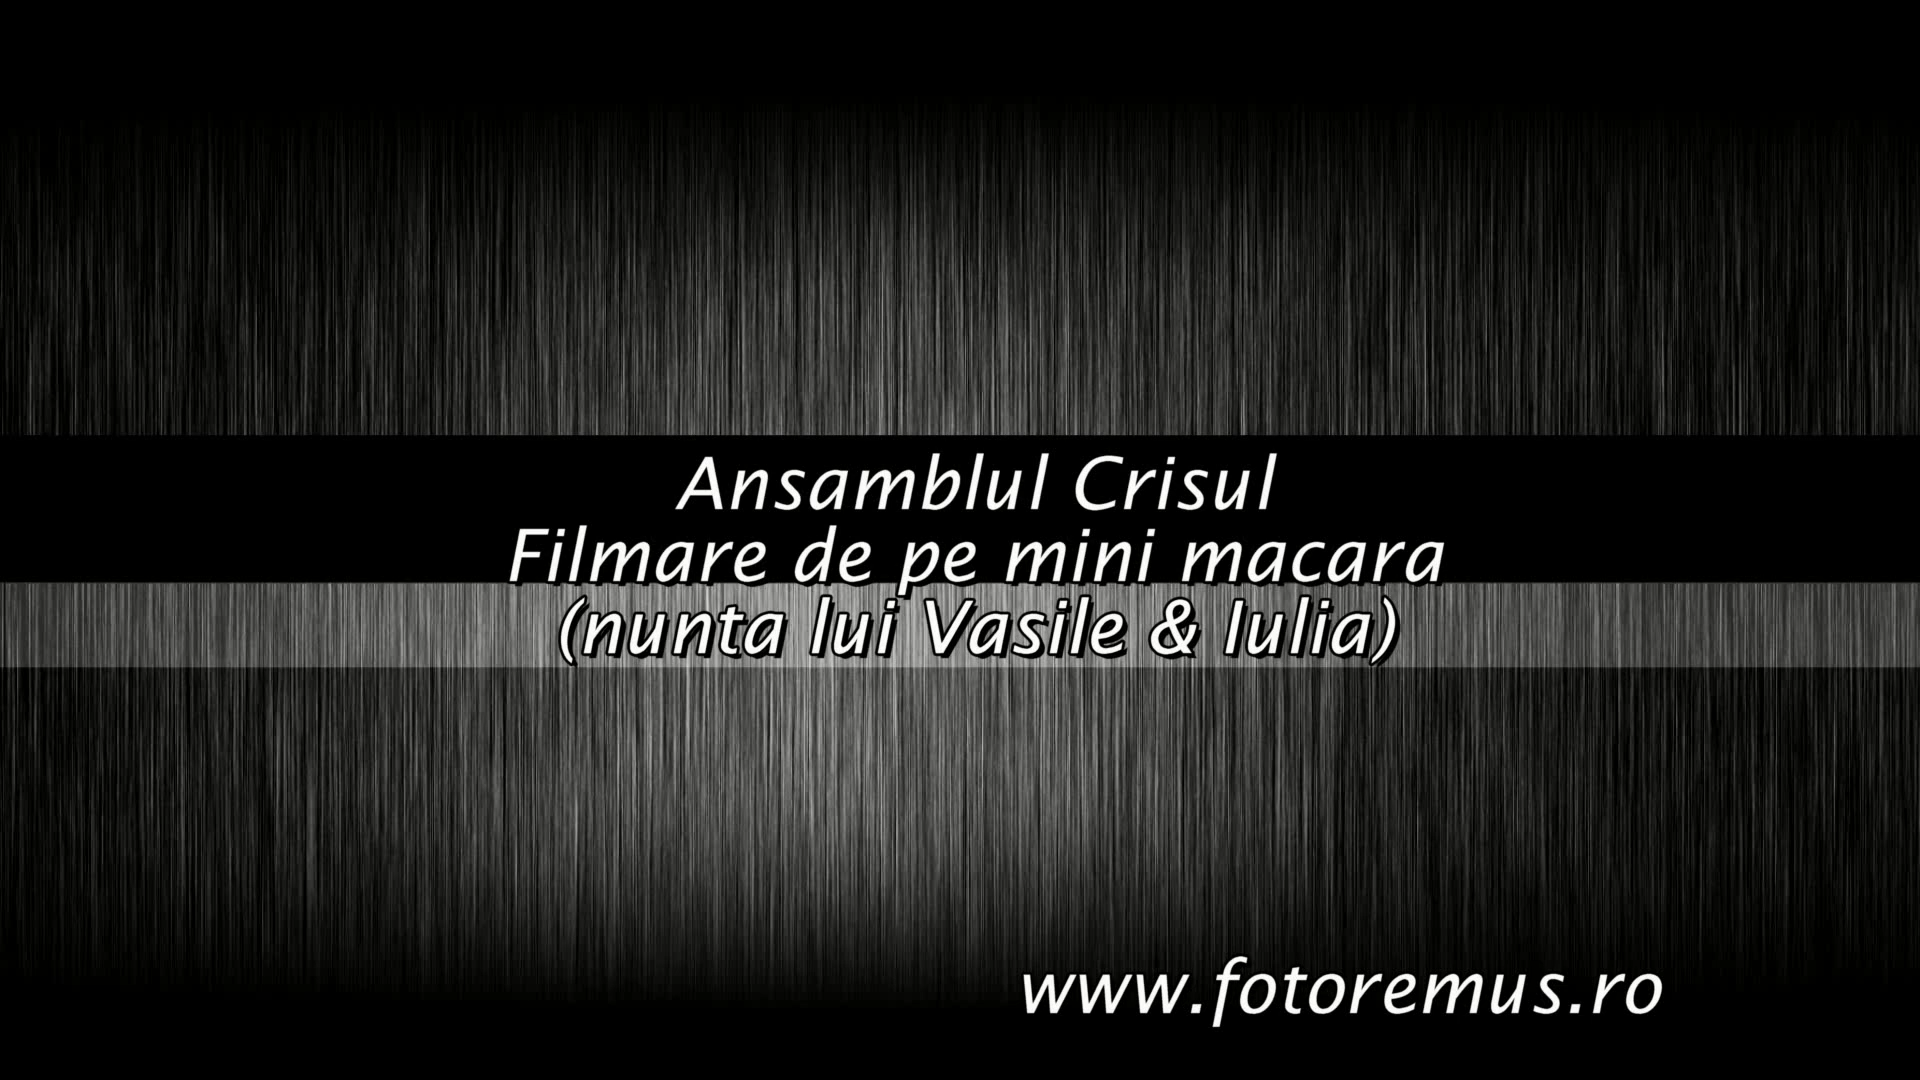 Ansamblul Crisul
Filmare de pe mini macara
(nunta lui Vasile & Iulia)
www.fotoremus.ro